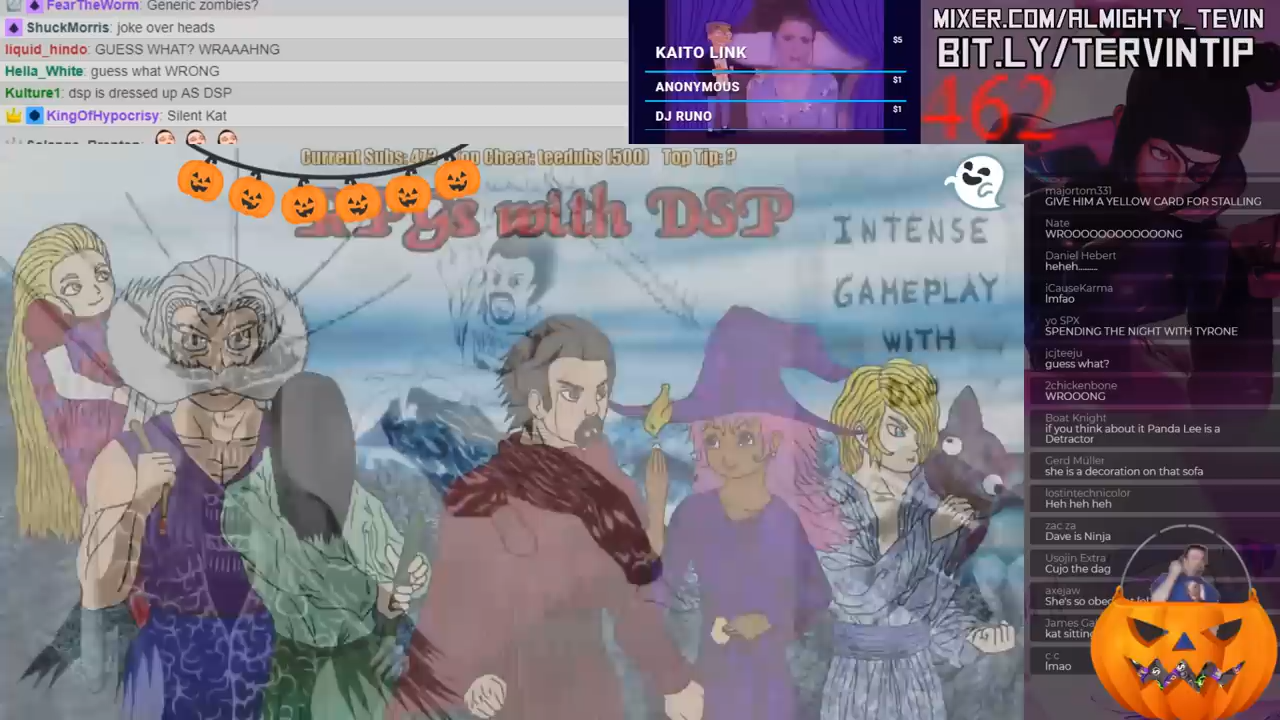 FearTheWorm: Generic zombies?
ShuckMorris: joke over heads
liquid_hindo: GUESS WHAT? WRAAAHNG
Hella_White: guess what WRONG
Kulture1: dsp is dressed up AS DSP
KingOfHypocrisy: Silent Kat
KAITO LINK $5
ANONYMOUS $1
DJ RUNO $1
MIXER.COM/ALMIGHTY_TEVIN
BIT.LY/TERVINTIP
462
Current Subs: 472 Cheer: teedubs (500) Top Tip: ?
with DSP
INTENSE
GAMEPLAY
WITH
majortom331
GIVE HIM A YELLOW CARD FOR STALLING
Nate
WROOOOOOOOOOOONG
Daniel Hebert
heheh.........
iCauseKarma
lmfao
yo SPX
SPENDING THE NIGHT WITH TYRONE
jcjteeju
guess what?
2chickenbone
WROOONG
Boat Knight
if you think about it Panda Lee is a
Detractor
Gerd Müller
she is a decoration on that sofa
lostintechnicolor
Heh heh heh
zac za
Dave is Ninja
Usojin Extra
Cujo the dag
axejaw
She's so
James
kat
c c
lmao